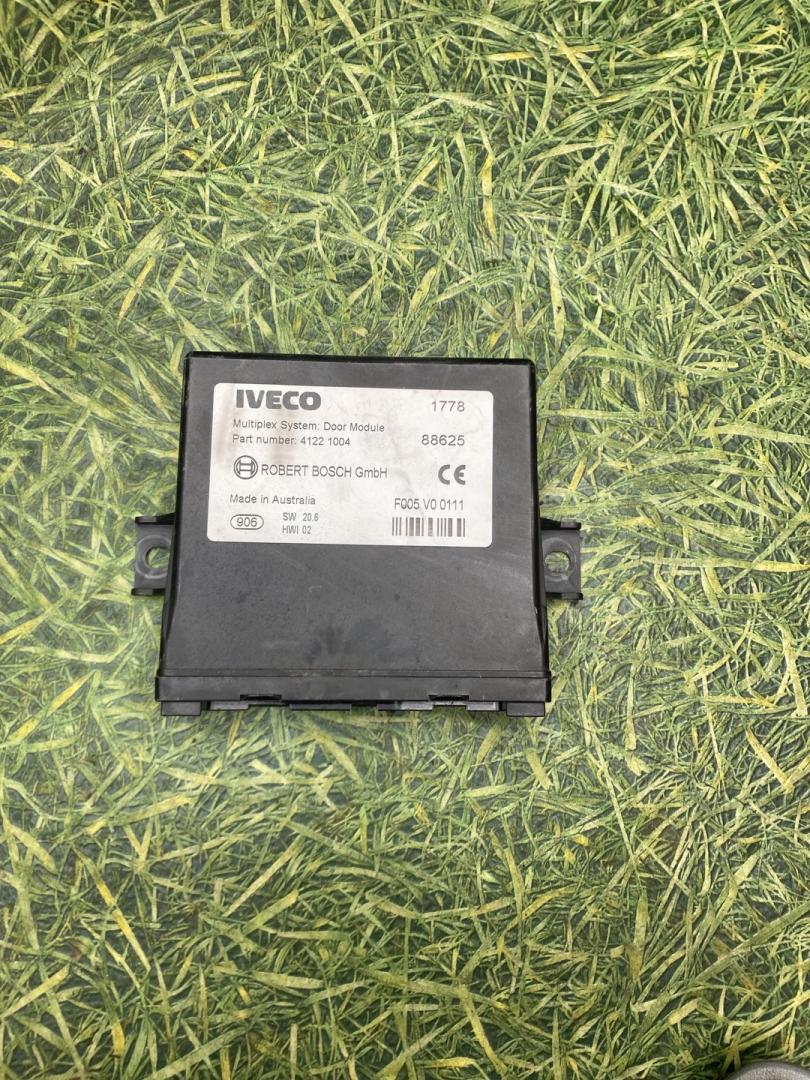 IVECO 1778
Multiplex System: Door Module
Part number: 4122 1004 88625
ROBERT BOSCH GmbH CE
Made in Australia F005 V0 0111
906 SW 20.6
HWI 02